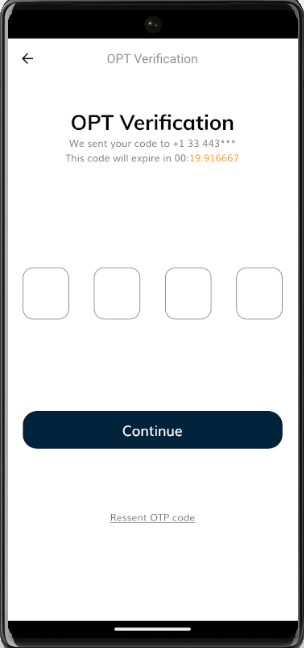 OPT Verification
OPT Verification
We sent your code to +1 33 443***
This code will expire in 00:19.916667
Continue
Ressent OTP code